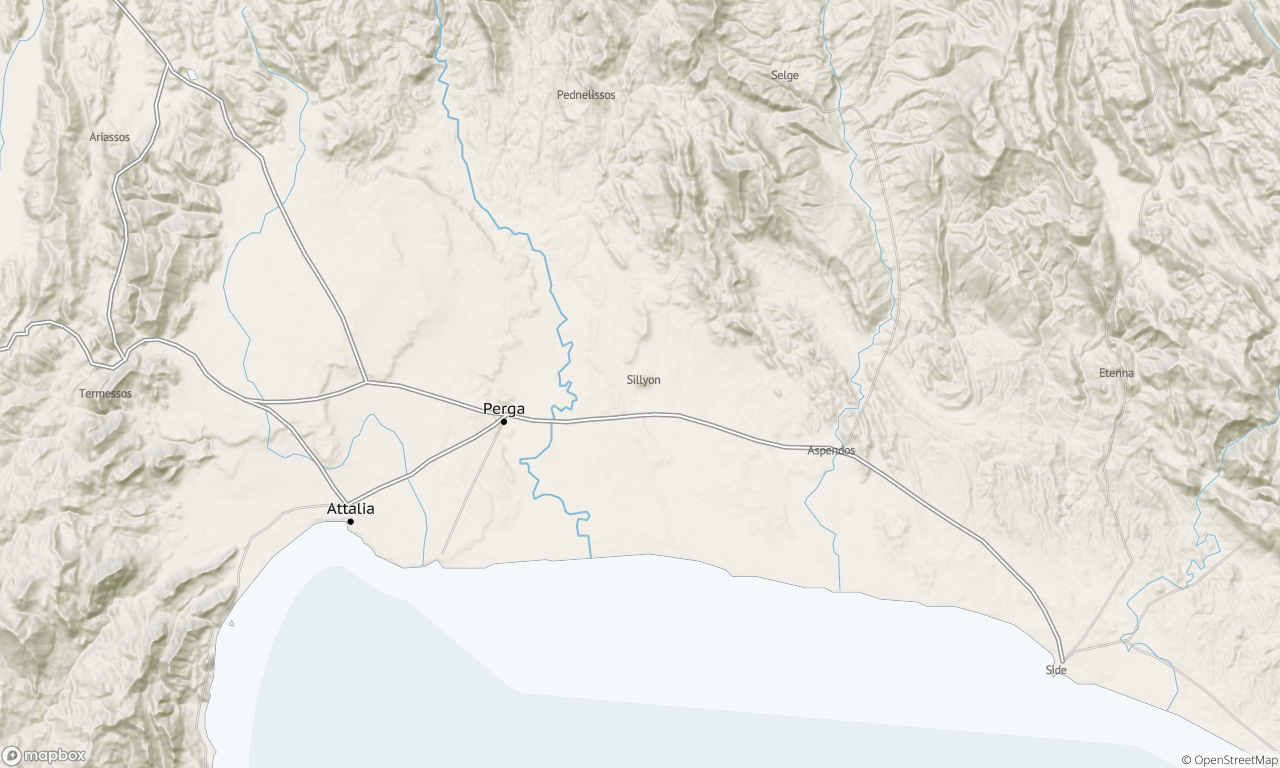 Selge
Pednelissos
Ariassos
Etenna
Sillyon
Termessos
Perga
Aspendos
Attalia
Side
mapbox
© OpenStreetMap